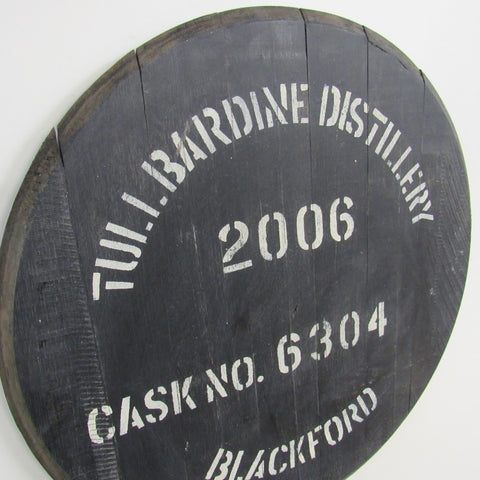 TULLIBARDINE DISTILLERY
2006
CASK NO. 6304
BLACKFORD